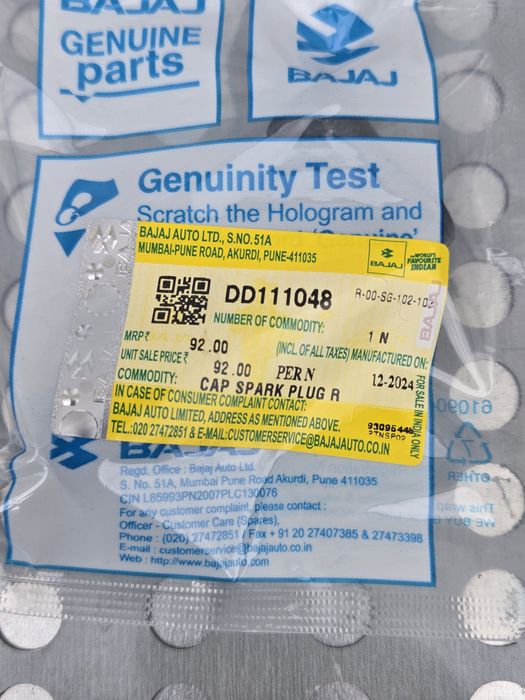 BAJAJ
GENUINE
parts
BAJAJ
Genuinity Test
Scratch the Hologram and
'Genuine'
BAJAJ AUTO LTD., S.NO.51A
MUMBAI-PUNE ROAD, AKURDI, PUNE-411035
BAJAJ
THE WORLD'S
FAVOURITE
INDIAN
DD111048
R-00-SG-102-102
NUMBER OF COMMODITY:
1 N
MRP₹ 92.00
(INCL.OF ALL TAXES) MANUFACTURED ON:
UNIT SALE PRICE₹ 92.00 PER N
12-2024
COMMODITY: CAP SPARK PLUG R
IN CASE OF CONSUMER COMPLAINT CONTACT:
BAJAJ AUTO LIMITED, ADDRESS AS MENTIONED ABOVE.
TEL.:020 27472851 & E-MAIL:CUSTOMERSERVICE@BAJAJAUTO.CO.IN
FOR SALE IN INDIA ONLY
BAJAJ
Regd. Office : Bajaj Auto Ltd.
S. No. 51A, Mumbai Pune Road Akurdi, Pune 411035
CIN L65993PN2007PLC130076
For any customer complaint, please contact :
Officer - Customer Care (Spares),
Phone : (020) 27472851, Fax + 91 20 27407385 & 27473398
E-mail : customerservice@bajajauto.co.in
Web : http://www.bajajauto.com
OTHER